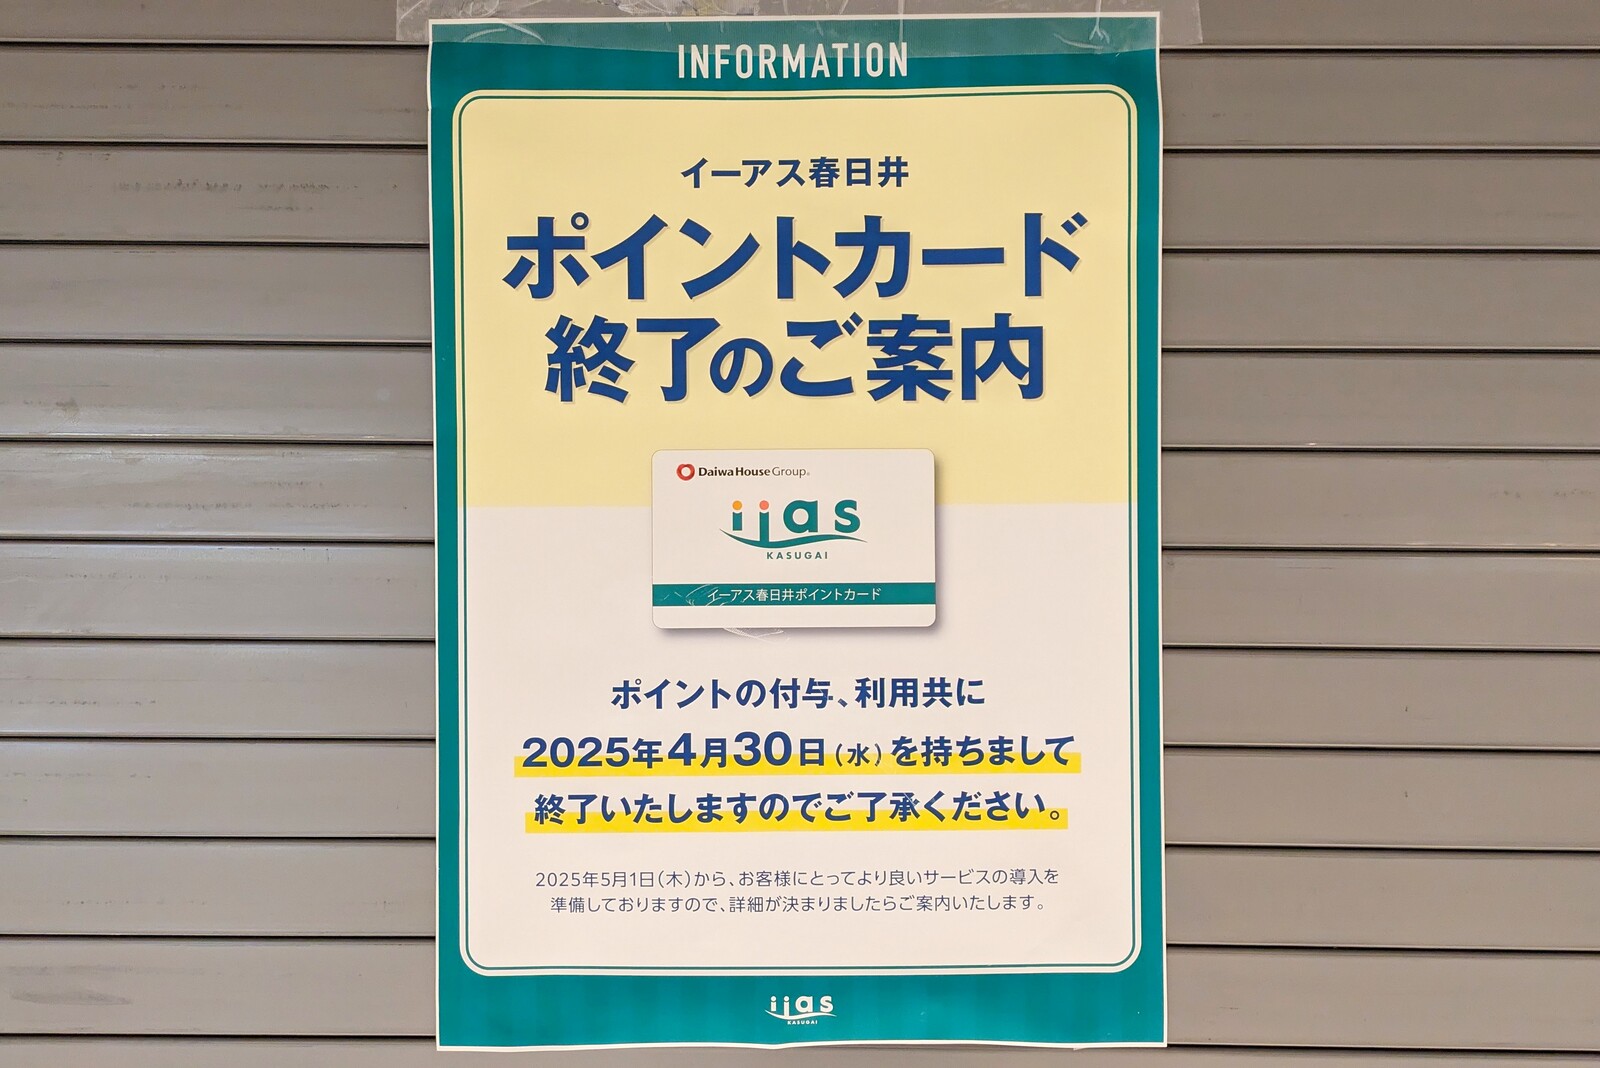 INFORMATION
イーアス春日井
ポイントカード
終了のご案内
Daiwa House Group®
ijas
KASUGAI
イーアス春日井ポイントカード
ポイントの付与、利用共に
2025年4月30日(水)を持ちまして
終了いたしますのでご了承ください。
2025年5月1日(木)から、お客様にとってより良いサービスの導入を
準備しておりますので、詳細が決まりましたらご案内いたします。
ijas
KASUGAI